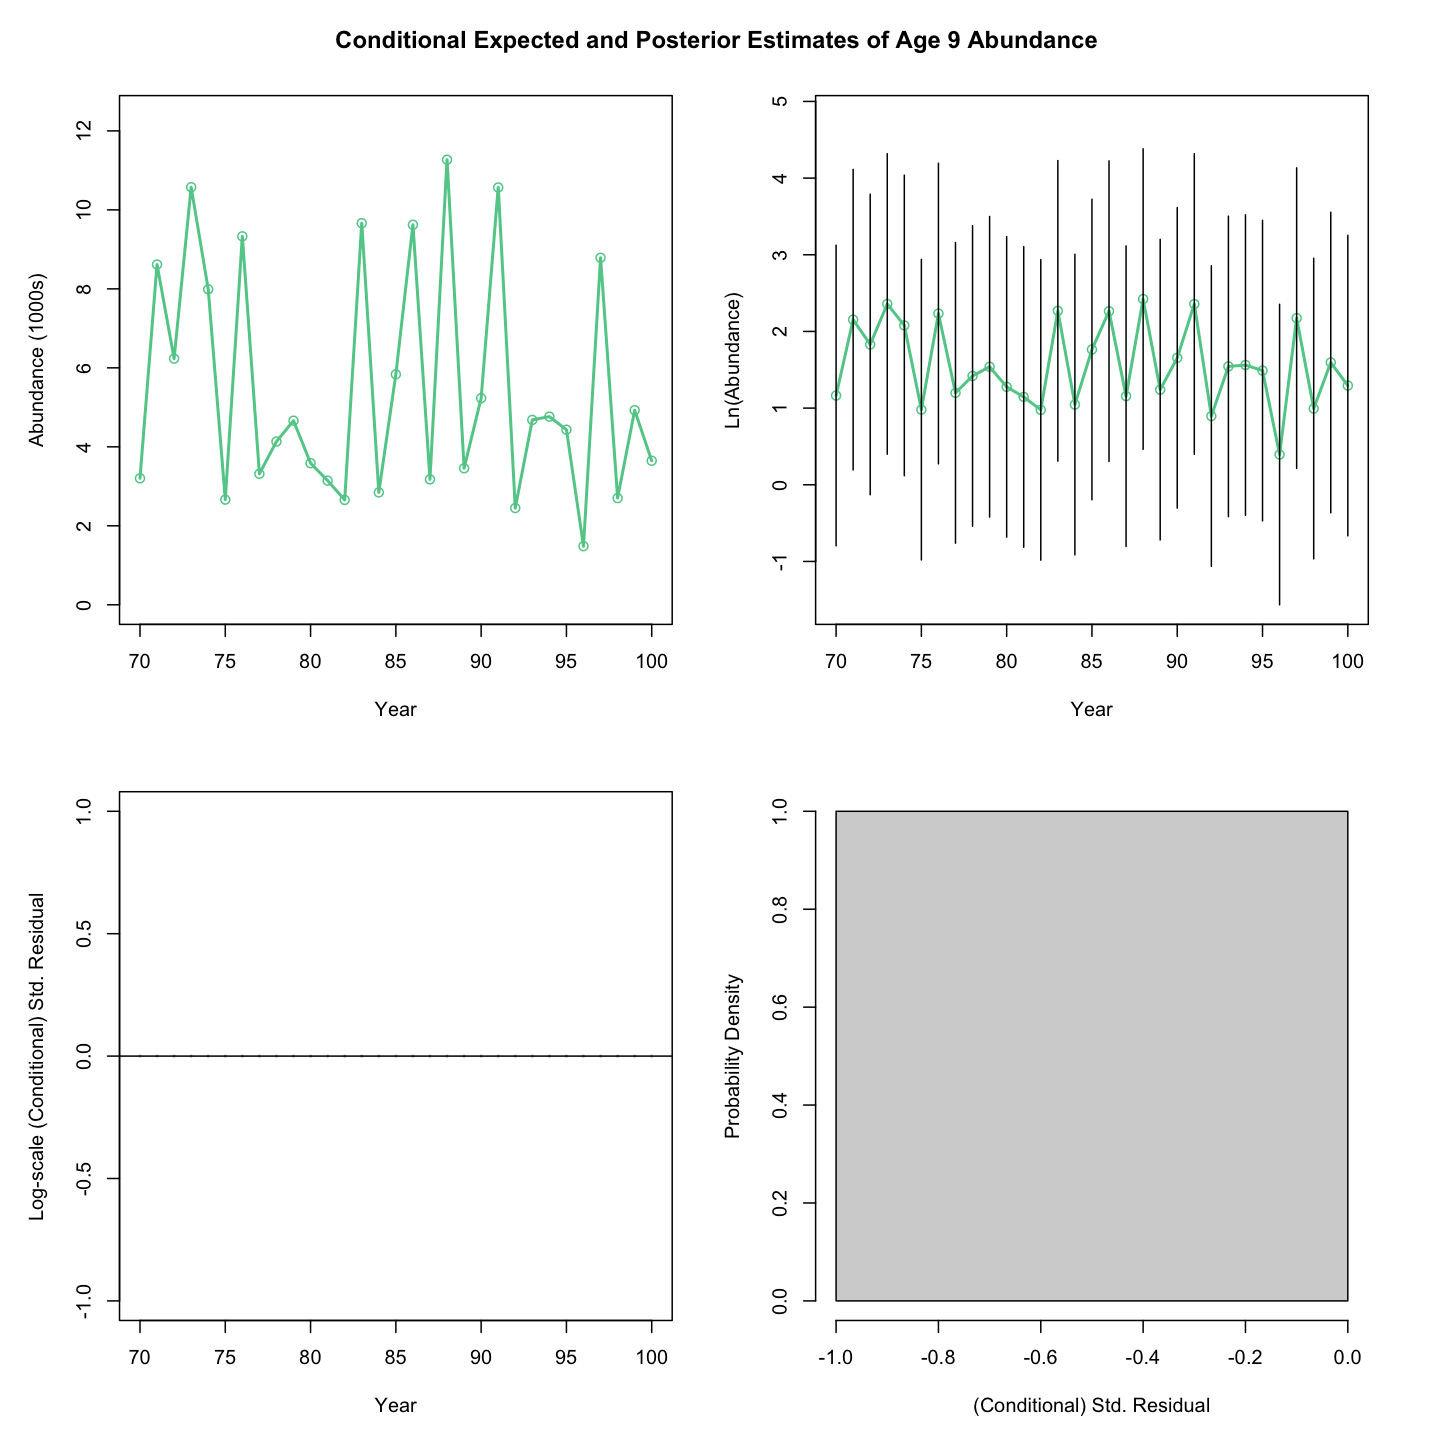 Conditional Expected and Posterior Estimates of Age 9 Abundance
Abundance (1000s)
12
10
8
6
4
2
0
70 75 80 85 90 95 100
Year
Ln(Abundance)
5
4
3
2
1
0
-1
70 75 80 85 90 95 100
Year
Log-scale (Conditional) Std. Residual
1.0
0.5
0.0
-0.5
-1.0
70 75 80 85 90 95 100
Year
Probability Density
1.0
0.8
0.6
0.4
0.2
0.0
-1.0 -0.8 -0.6 -0.4 -0.2 0.0
(Conditional) Std. Residual